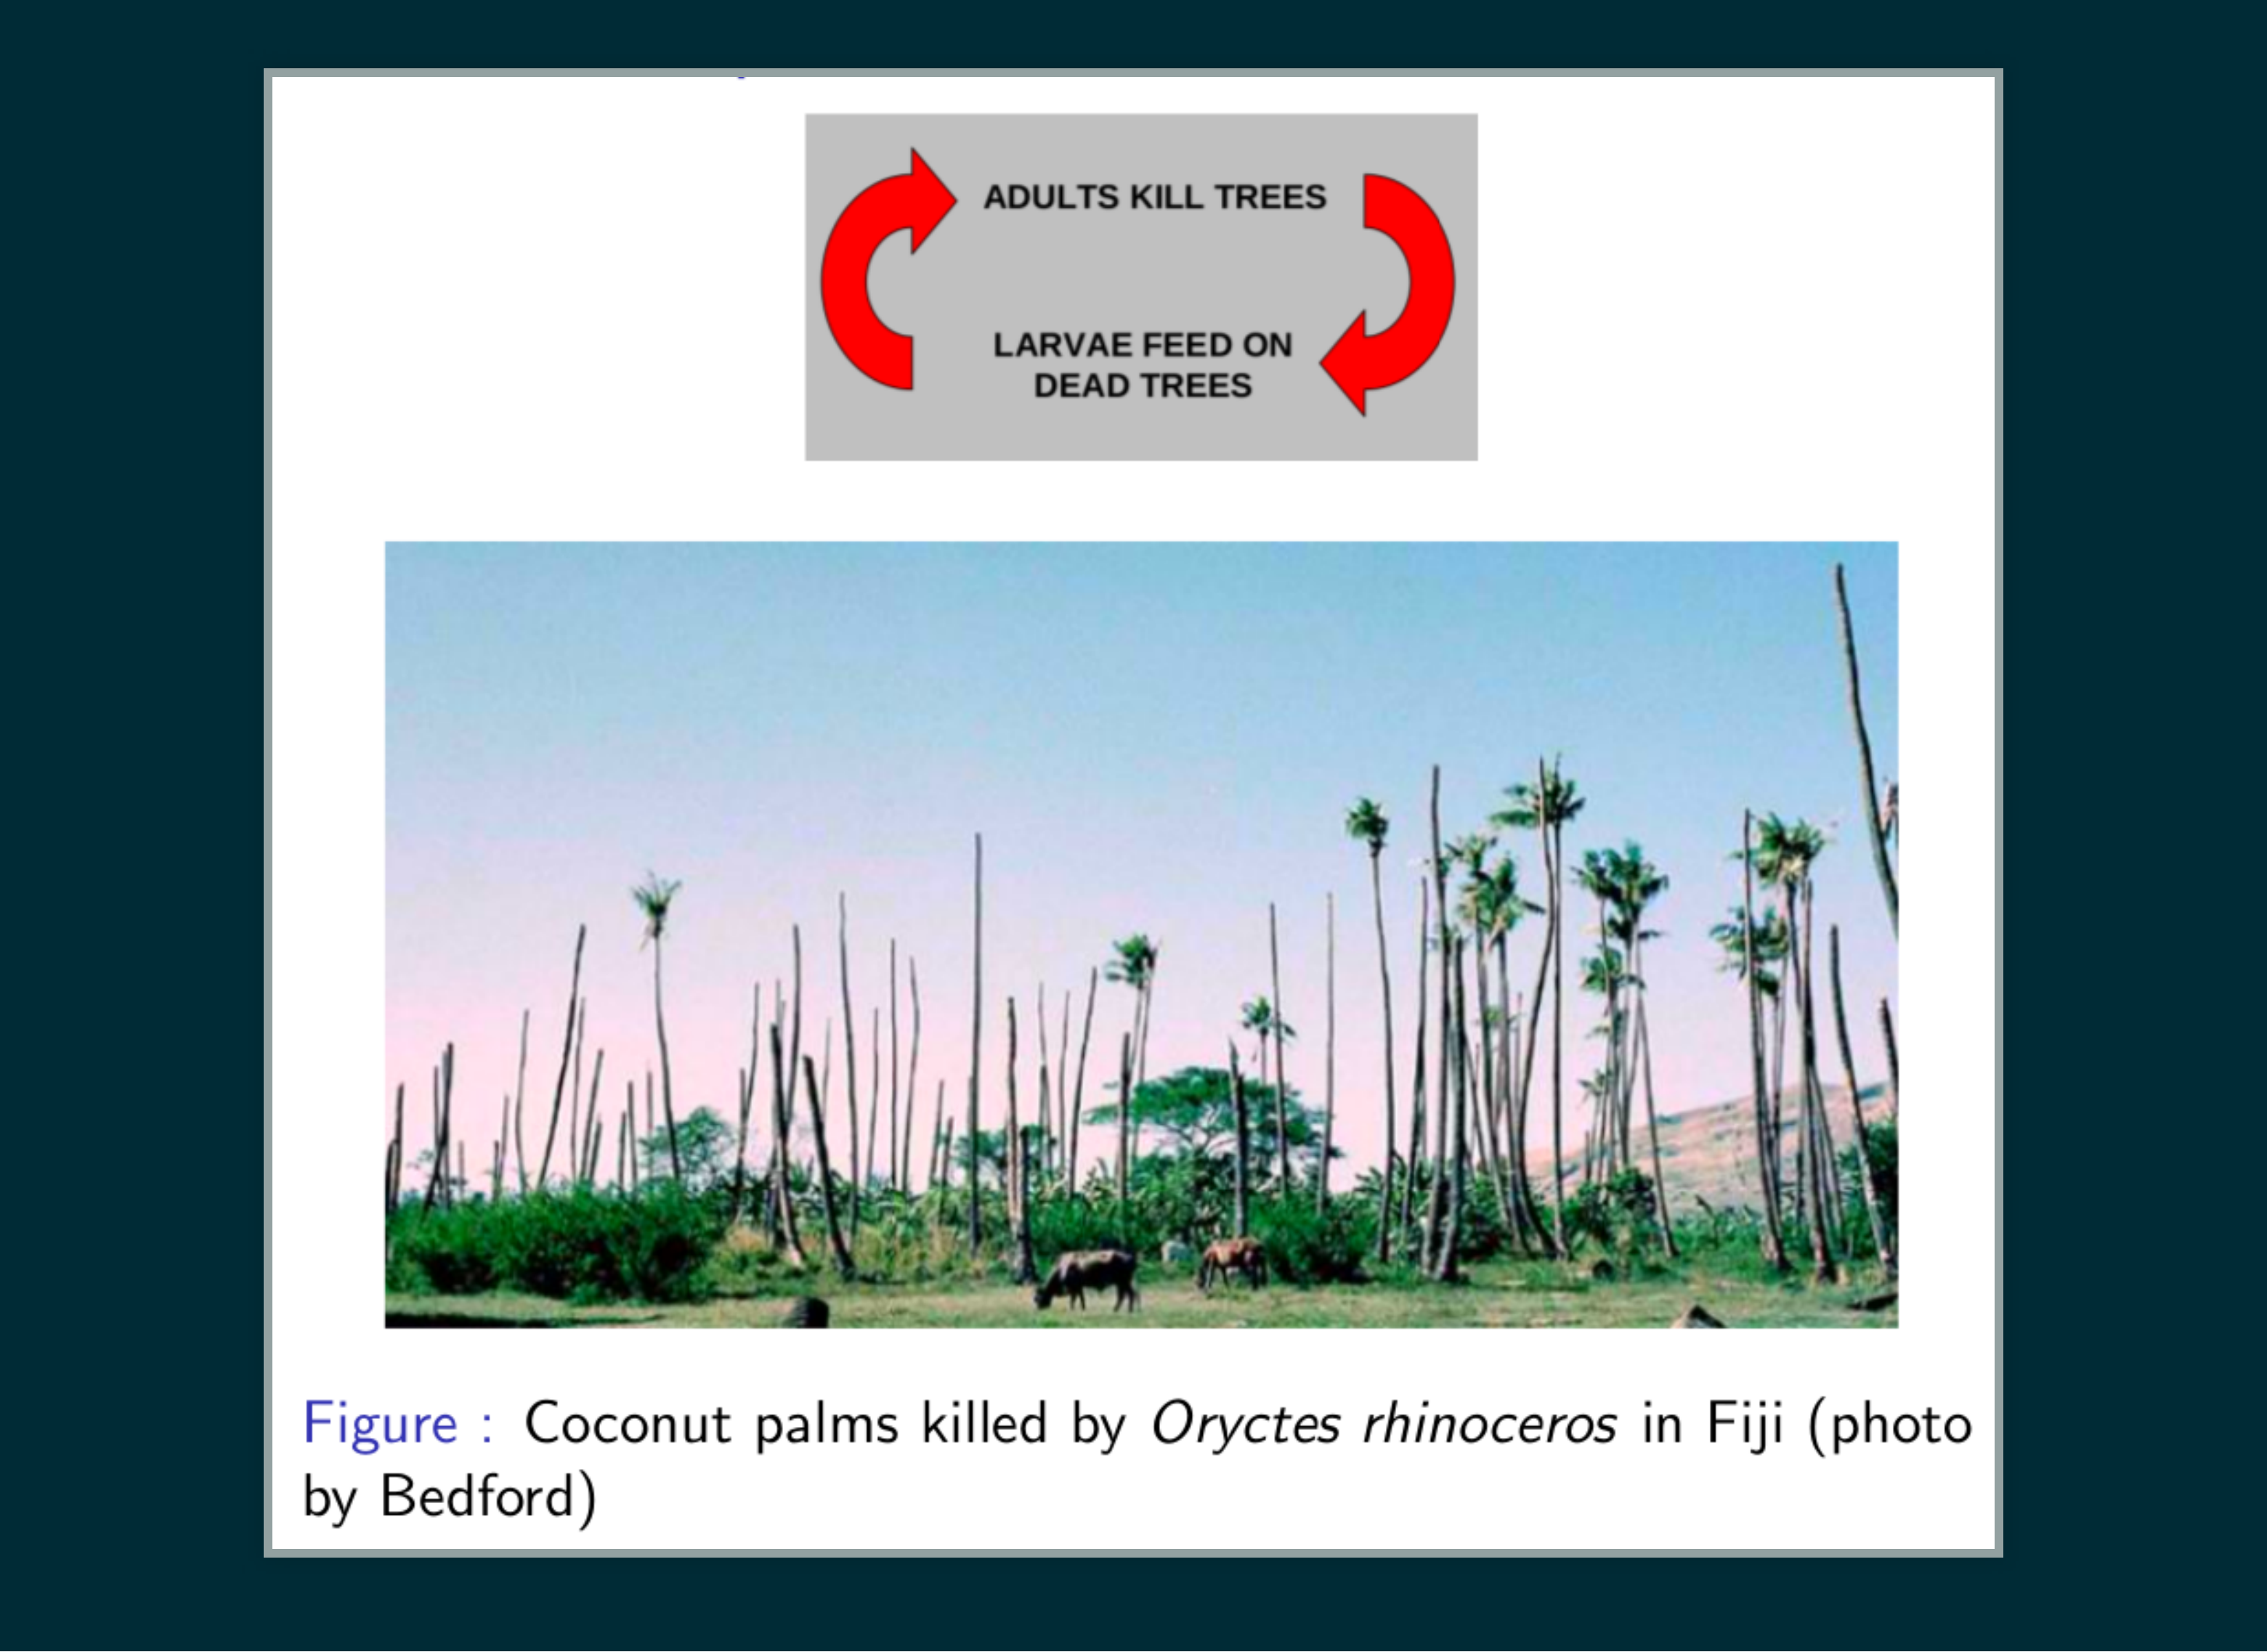 ADULTS KILL TREES
LARVAE FEED ON
DEAD TREES
Figure : Coconut palms killed by Oryctes rhinoceros in Fiji (photo
by Bedford)